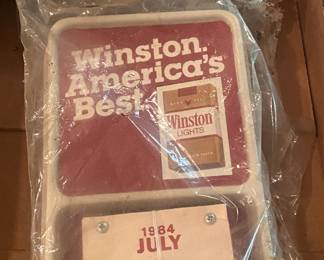 Winston.
America's
Best.
Winston
LIGHTS
1984
JULY